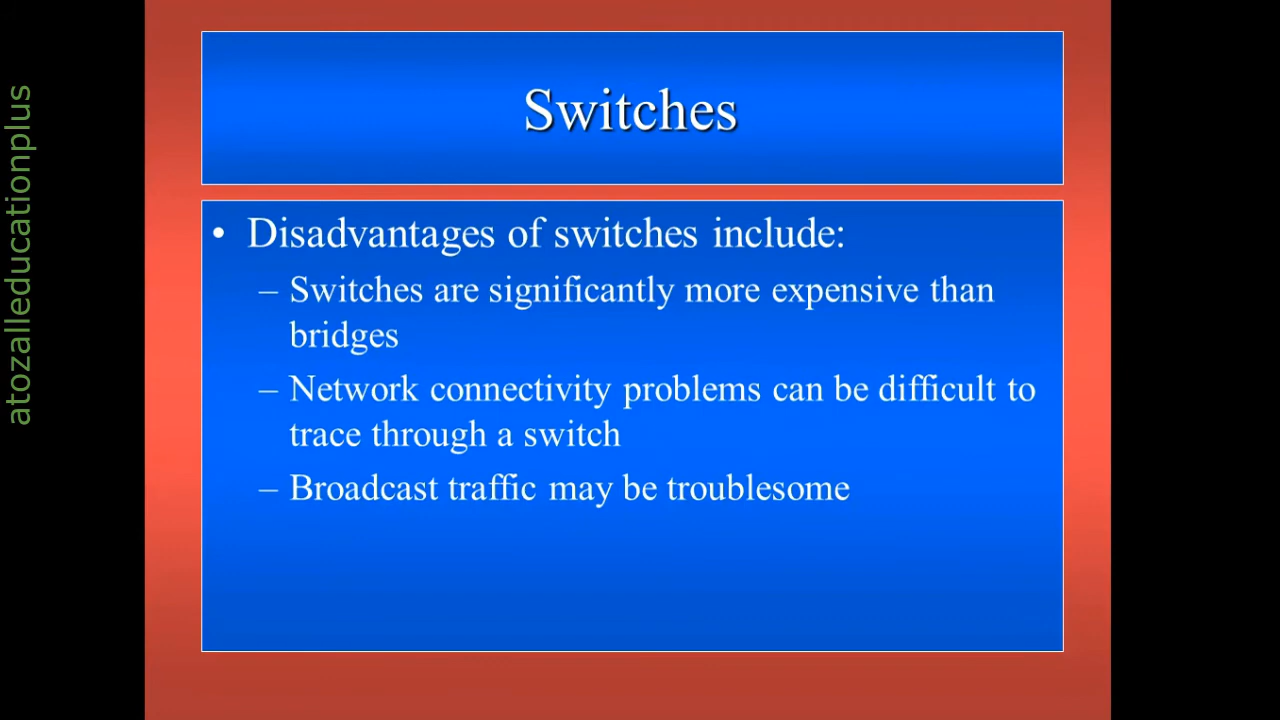 Switches
• Disadvantages of switches include:
– Switches are significantly more expensive than
bridges
– Network connectivity problems can be difficult to
trace through a switch
– Broadcast traffic may be troublesome
atozalleducationplus